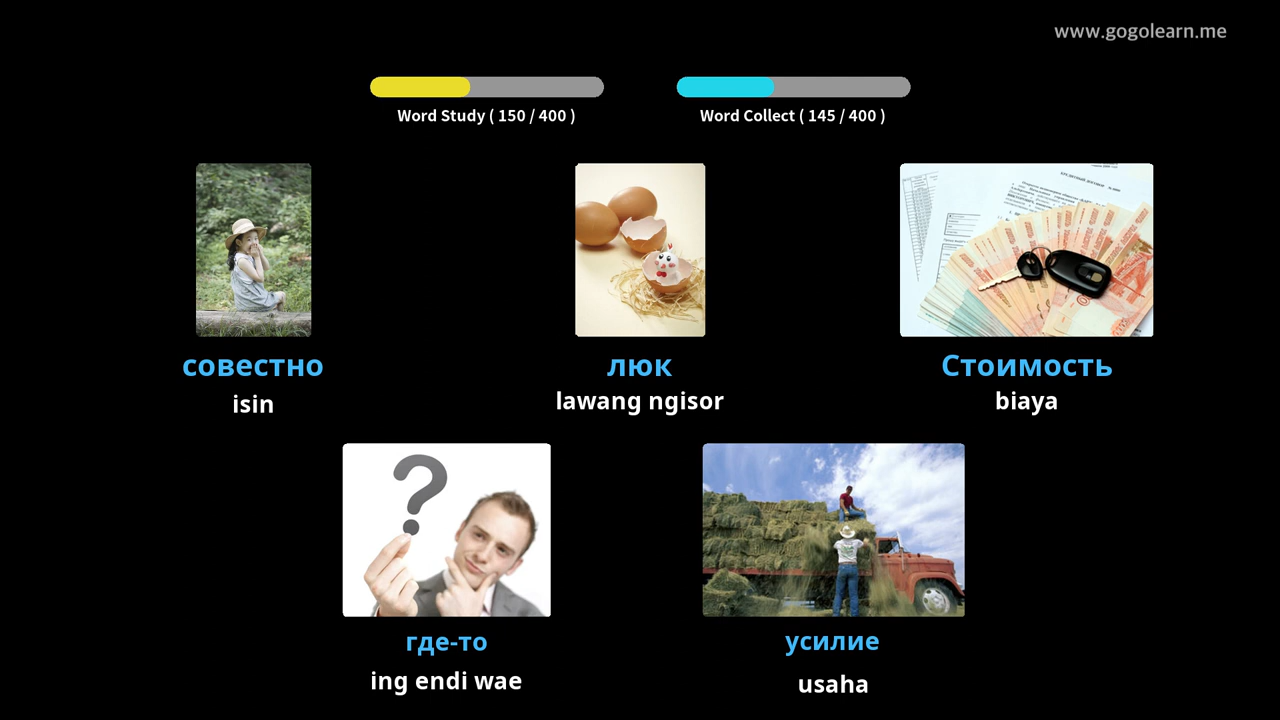 www.gogolearn.me
Word Study ( 150 / 400 )
Word Collect ( 145 / 400 )
совестно
isin
люк
lawang ngisor
Стоимость
biaya
где-то
ing endi wae
усилие
usaha